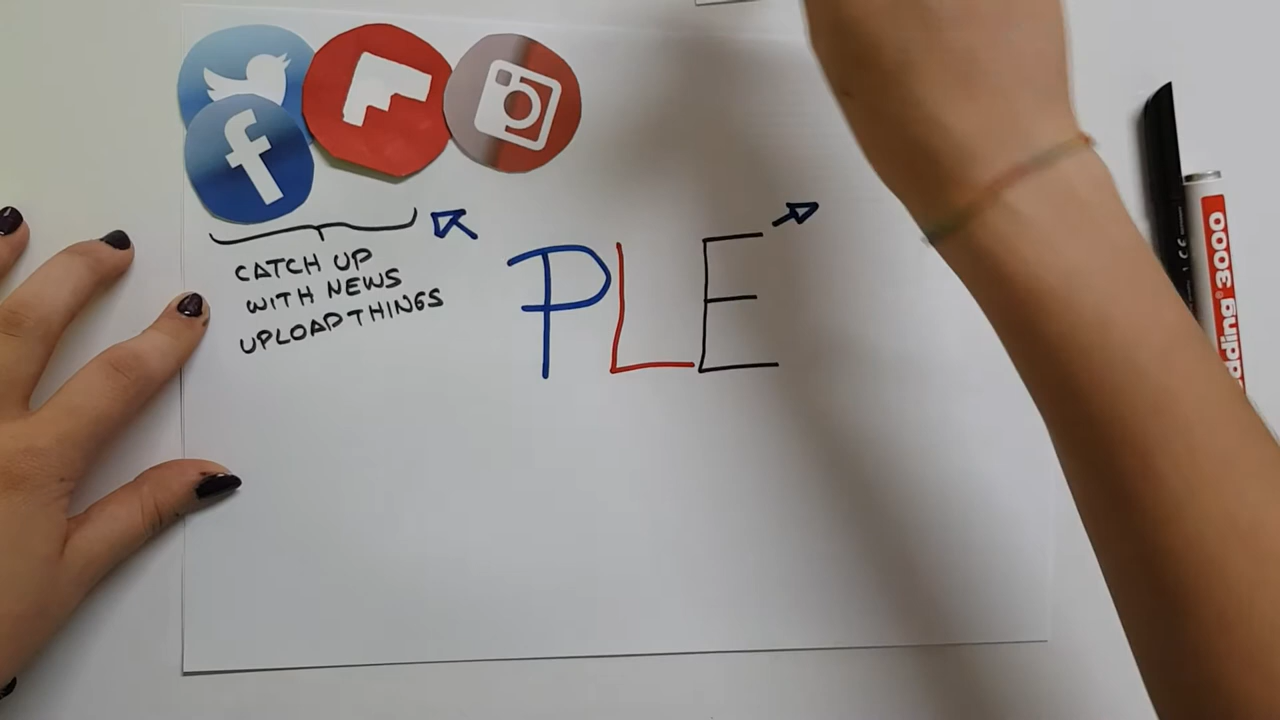 f
CATCH UP
WITH NEWS
UPLOAD THINGS
PLE
edding® 3000